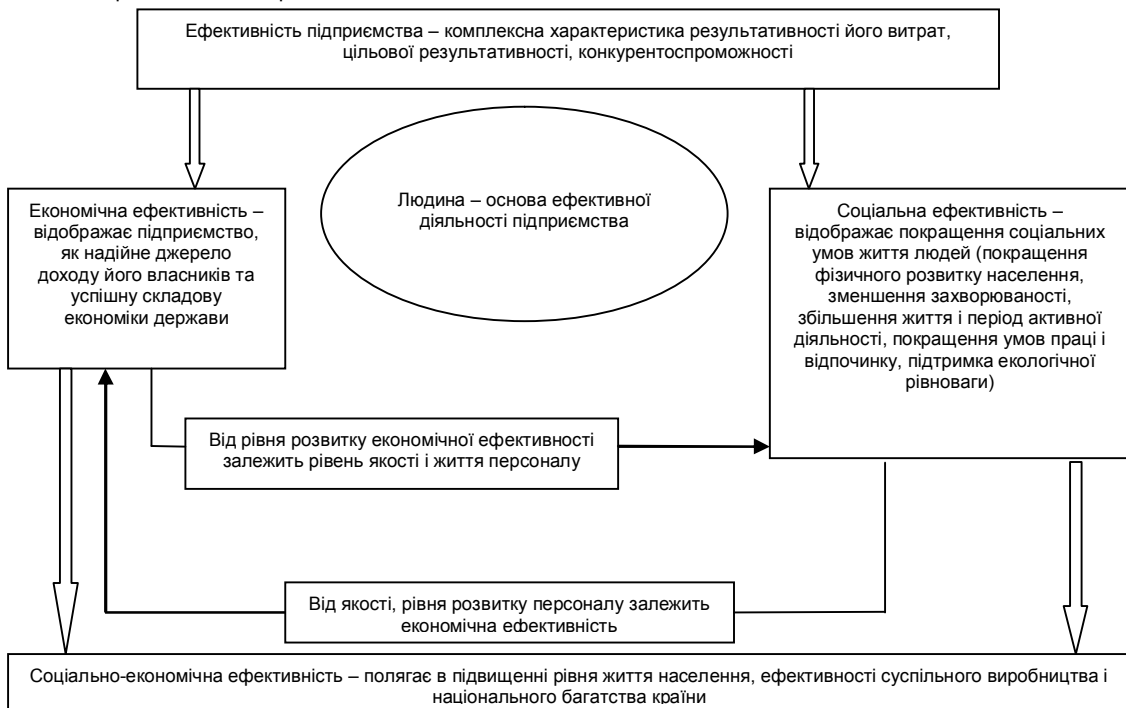 Ефективність підприємства – комплексна характеристика результативності його витрат,
цільової результативності, конкурентоспроможності
Людина – основа ефективної
діяльності підприємства
Економічна ефективність –
відображає підприємство,
як надійне джерело
доходу його власників та
успішну складову
економіки держави
Соціальна ефективність –
відображає покращення соціальних
умов життя людей (покращення
фізичного розвитку населення,
зменшення захворюваності,
збільшення життя і період активної
діяльності, покращення умов праці і
відпочинку, підтримка екологічної
рівноваги)
Від рівня розвитку економічної ефективності
залежить рівень якості і життя персоналу
Від якості, рівня розвитку персоналу залежить
економічна ефективність
Соціально-економічна ефективність – полягає в підвищенні рівня життя населення, ефективності суспільного виробництва і
національного багатства країни